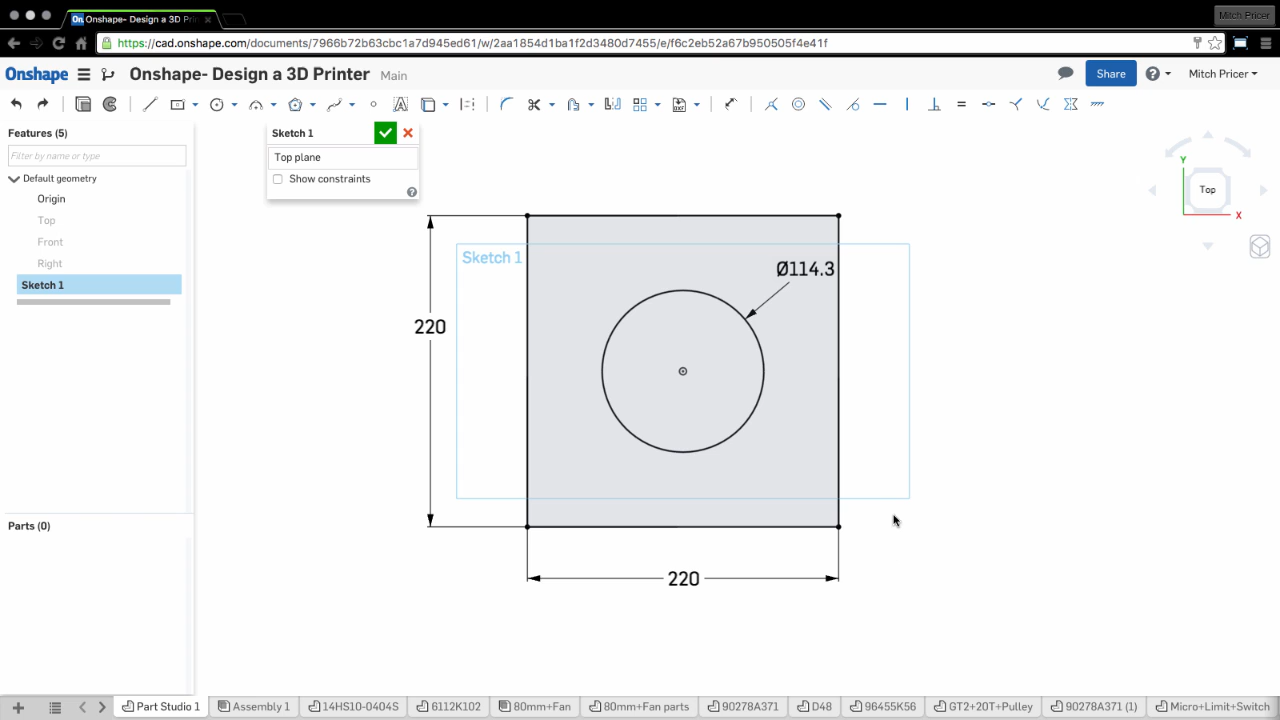 Mitch Pricer
Onshape- Design a 3D Prin
https://cad.onshape.com/documents/7966b72b63cbc1a7d945ed61/w/2aa1854d1ba1f2d3480d7455/e/f6c2eb52a67b950505f4e41f
Onshape Onshape- Design a 3D Printer Main Share Mitch Pricer
Features (5)
Filter by name or type
Default geometry
Origin
Top
Front
Right
Sketch 1
Parts (0)
Sketch 1
Top plane
Show constraints
Sketch 1
Ø114.3
220
220
Y
Top
X
Part Studio 1 Assembly 1 14HS10-0404S 6112K102 80mm+Fan 80mm+Fan parts 90278A371 D48 98455K56 GT2+20T+Pulley 90278A371 (1) Micro+Limit+Switch